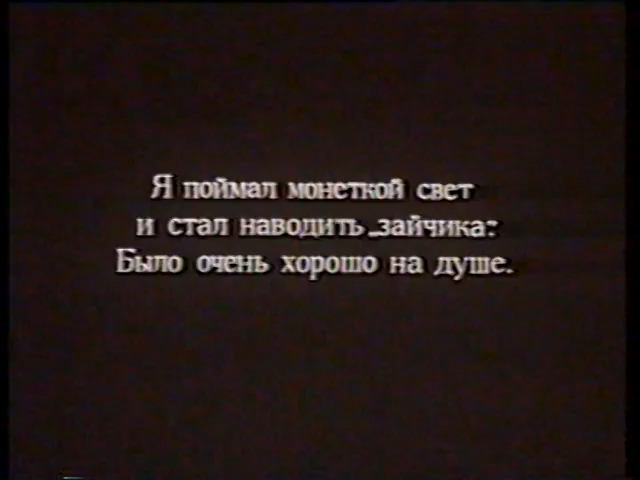 Я поймал монеткой свет
и стал наводить „зайчика“.
Было очень хорошо на душе.